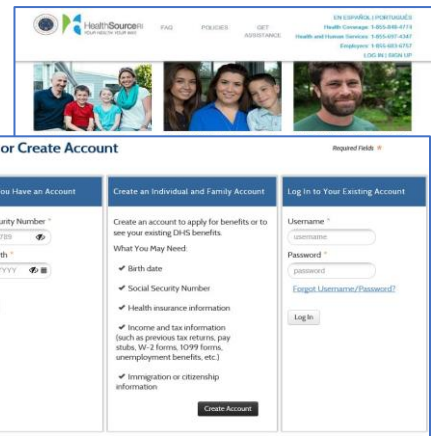 HealthSourceRI
YOUR HEALTH. YOUR WAY.
FAQ
POLICIES
GET
ASSISTANCE
EN ESPAÑOL | PORTUGUÊS
Health Coverage: 1-855-840-4774
Health and Human Services: 1-855-697-4347
Employers: 1-855-683-6757
LOG IN | SIGN UP
or Create Account
Required Fields *
You Have an Account
urity Number *
789
th *
YYYY
Create an Individual and Family Account
Create an account to apply for benefits or to
see your existing DHS benefits.
What You May Need:
✔ Birth date
✔ Social Security Number
✔ Health insurance information
✔ Income and tax information
(such as previous tax returns, pay
stubs, W-2 forms, 1099 forms,
unemployment benefits, etc.)
✔ Immigration or citizenship
information
Create Account
Log In to Your Existing Account
Username *
username
Password *
password
Forgot Username/Password?
Log In